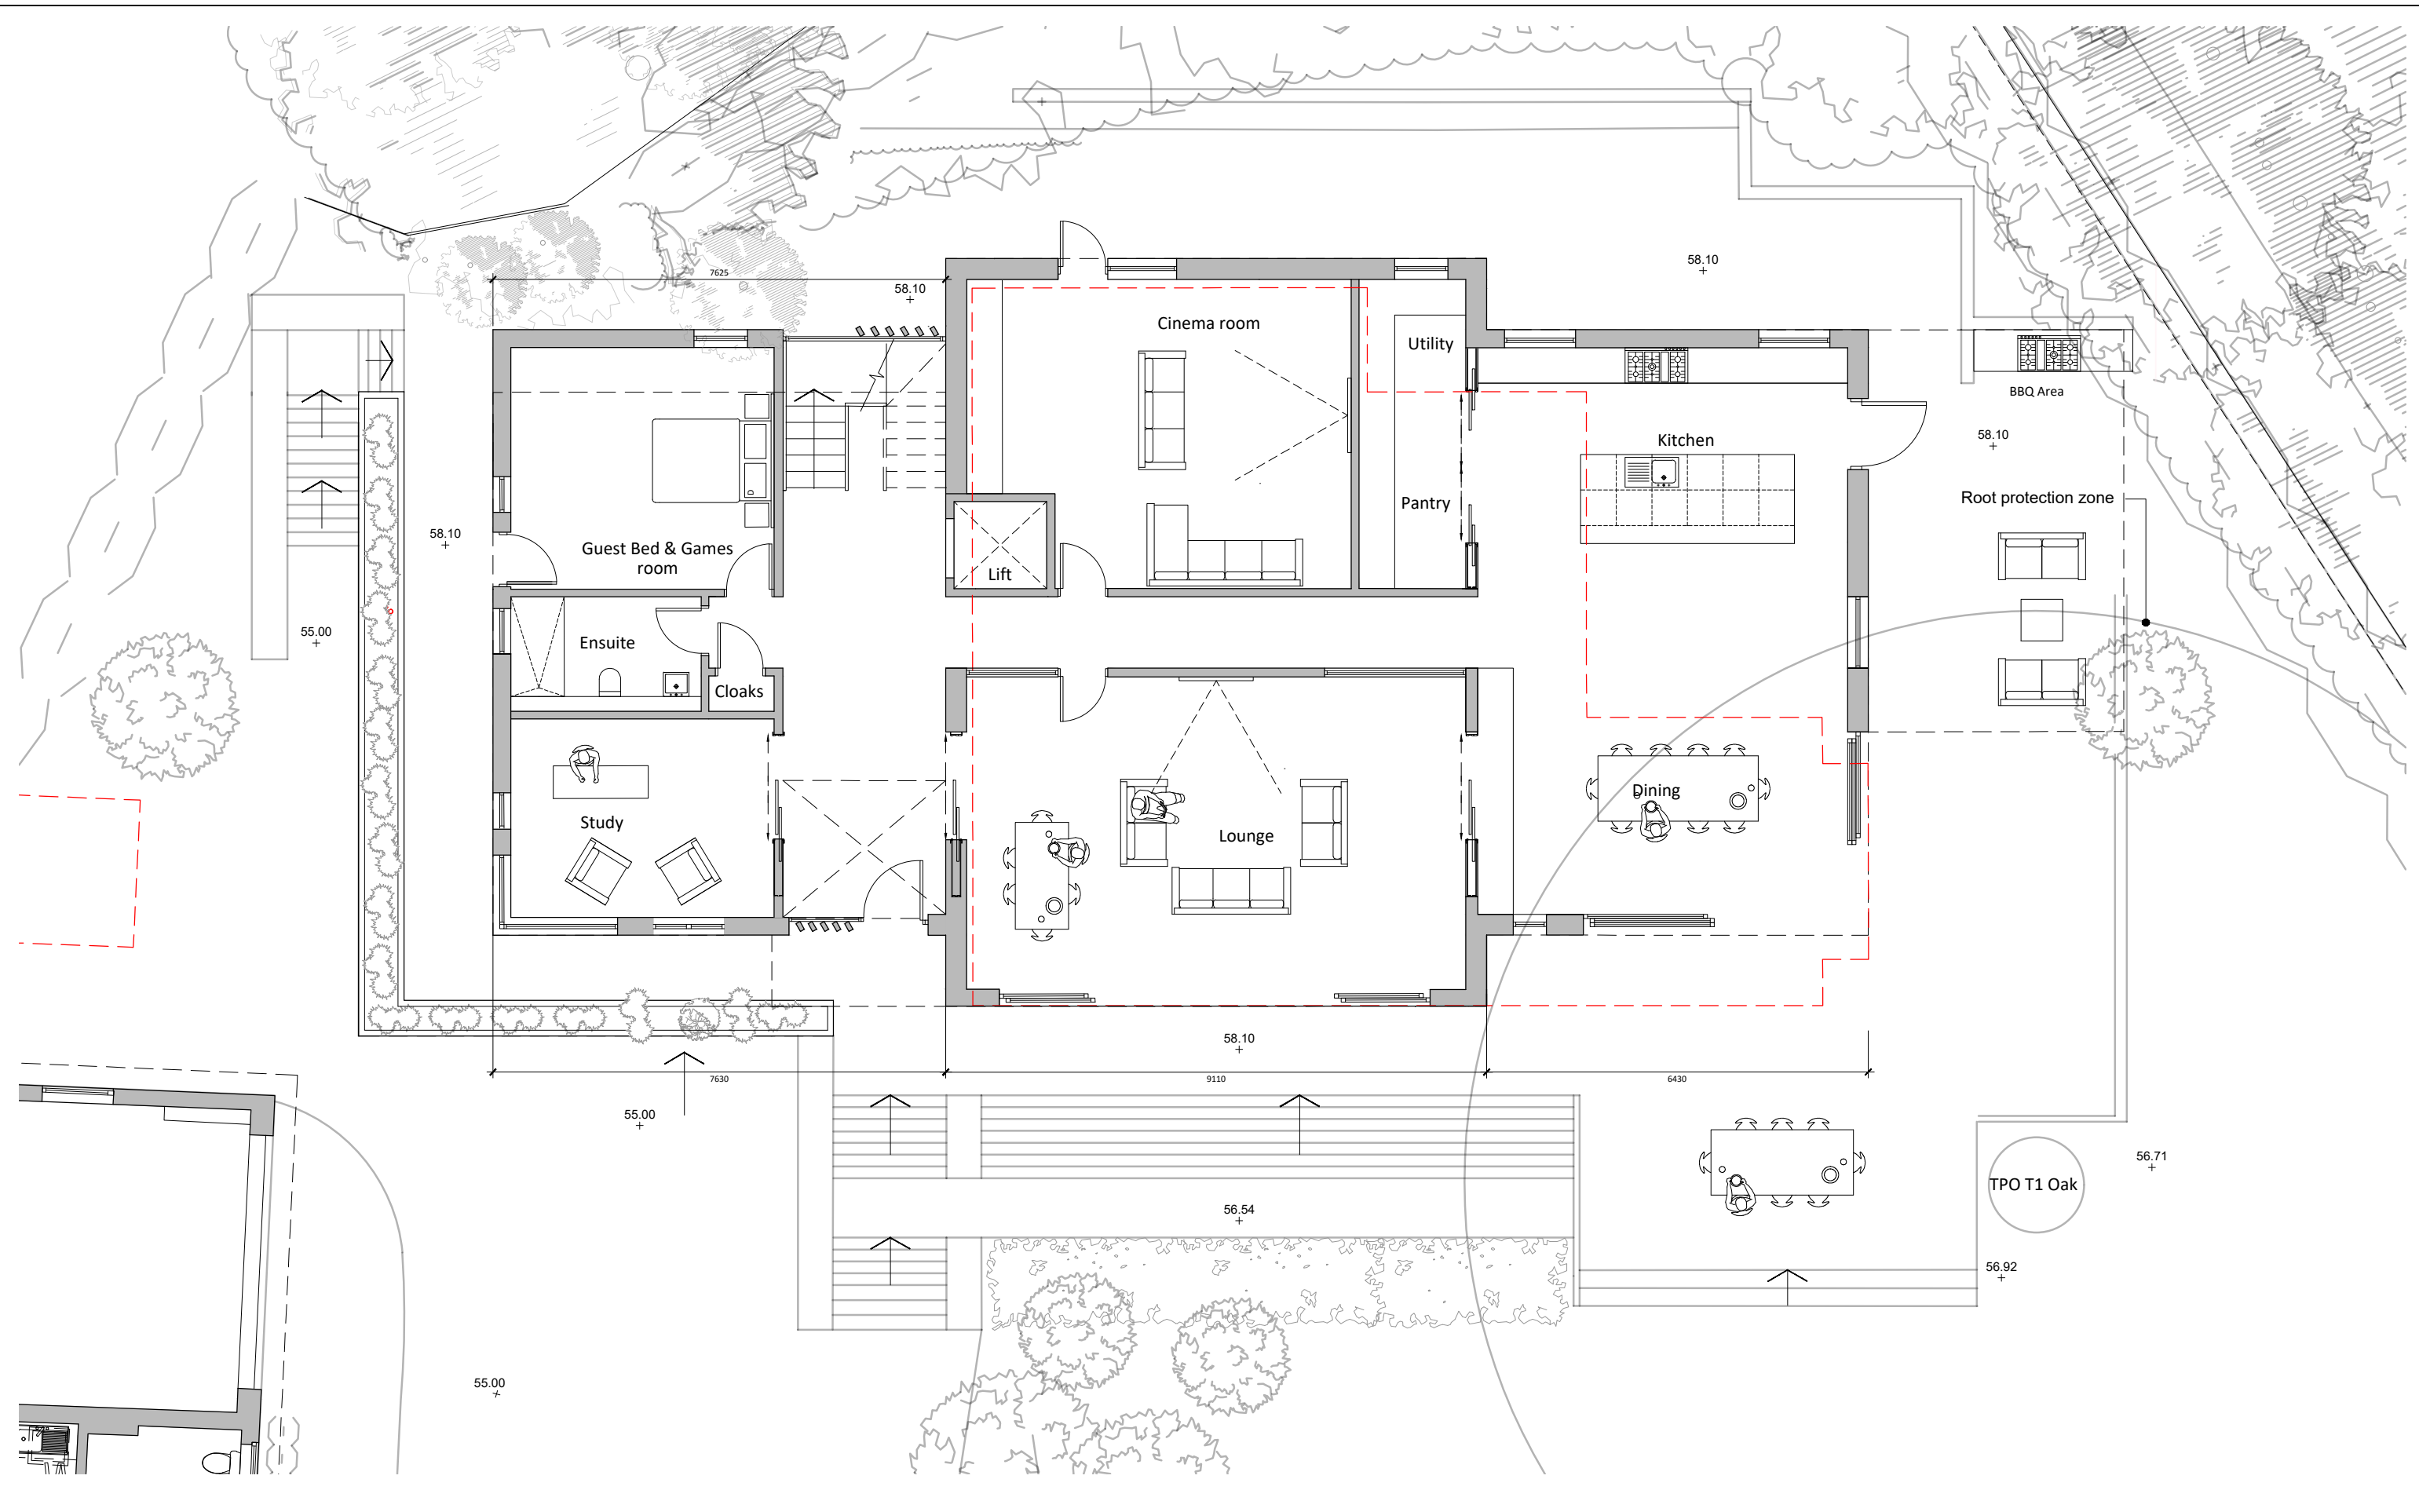 58.10
7625
58.10
Cinema room
Utility
BBQ Area
Kitchen
58.10
Root protection zone
Pantry
58.10
Guest Bed & Games
room
Lift
55.00
Ensuite
Cloaks
Dining
Study
Lounge
58.10
7630
9110
6430
55.00
56.71
TPO T1 Oak
56.54
56.92
55.00